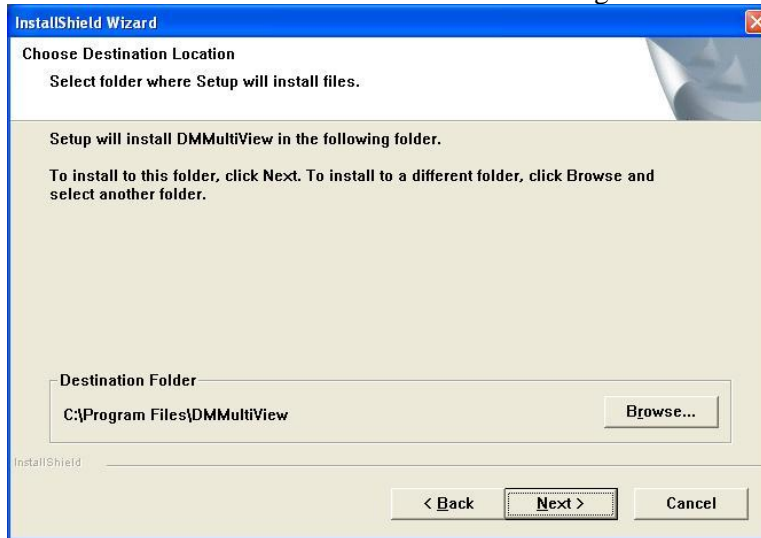 InstallShield Wizard
Choose Destination Location
Select folder where Setup will install files.
Setup will install DMMultiView in the following folder.
To install to this folder, click Next. To install to a different folder, click Browse and
select another folder.
Destination Folder
C:\Program Files\DMMultiView
Browse...
InstallShield
< Back
Next >
Cancel